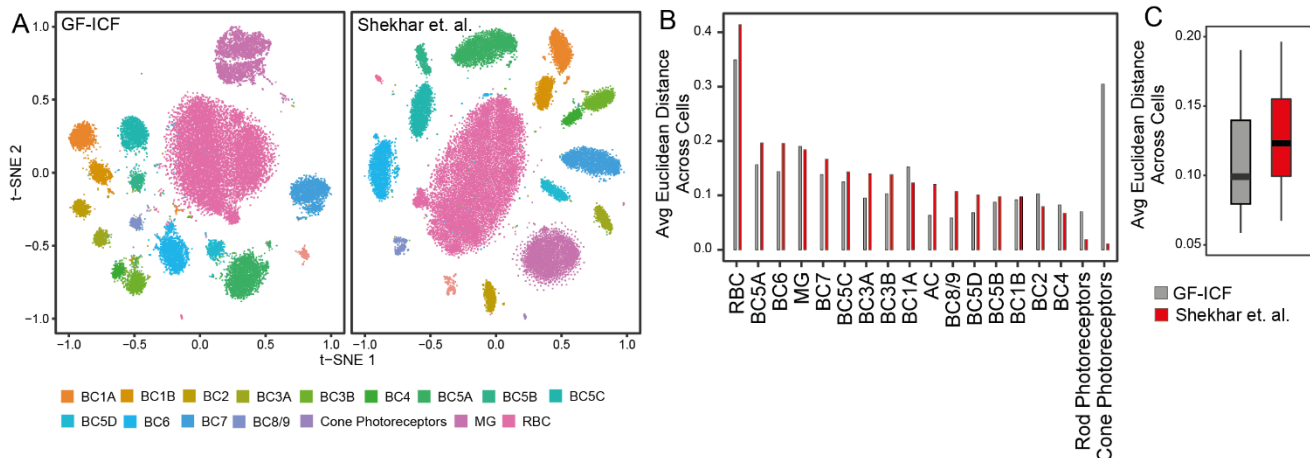 A
GF-ICF
Shekhar et. al.
t-SNE 2
1.0
0.5
0.0
−0.5
−1.0
−1.0
−0.5
0.0
0.5
1.0
−1.0
−0.5
0.0
0.5
1.0
t−SNE 1
BC1A
BC1B
BC2
BC3A
BC3B
BC4
BC5A
BC5B
BC5C
BC5D
BC6
BC7
BC8/9
Cone Photoreceptors
MG
RBC
B
Avg Euclidean Distance
Across Cells
0.4
0.3
0.2
0.1
0.0
RBC
BC5A
BC6
MG
BC7
BC5C
BC3A
BC3B
BC1A
AC
BC8/9
BC5D
BC5B
BC1B
BC2
BC4
Rod Photoreceptors
Cone Photoreceptors
C
Avg Euclidean Distance
Across Cells
0.20
0.15
0.10
0.05
GF-ICF
Shekhar et. al.